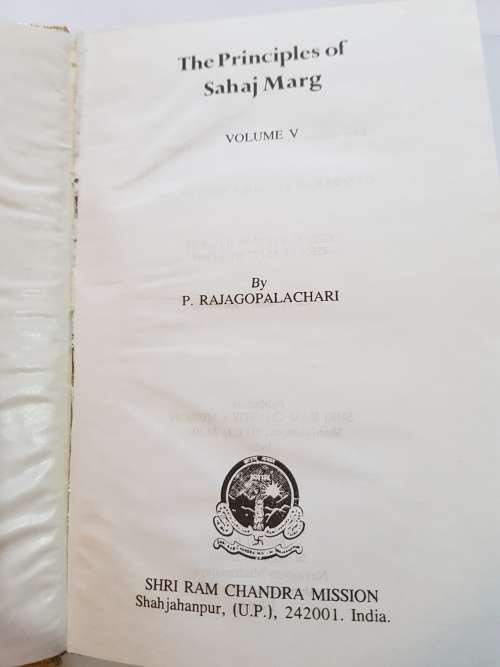 The Principles of
Sahaj Marg
VOLUME V
By
P. RAJAGOPALACHARI
SHRI RAM CHANDRA MISSION
Shahjahanpur, (U.P.), 242001. India.